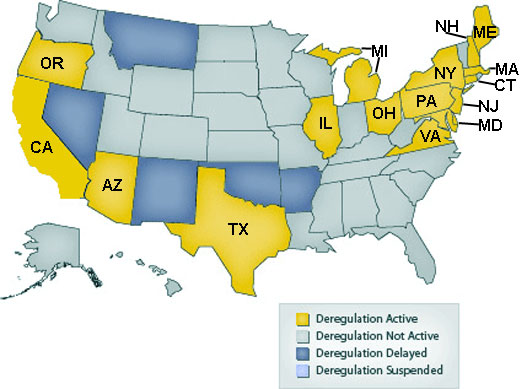 NH
ME
MI
OR
MA
NY
CT
PA
NJ
OH
IL
MD
CA
VA
AZ
TX
Deregulation Active
Deregulation Not Active
Deregulation Delayed
Deregulation Suspended